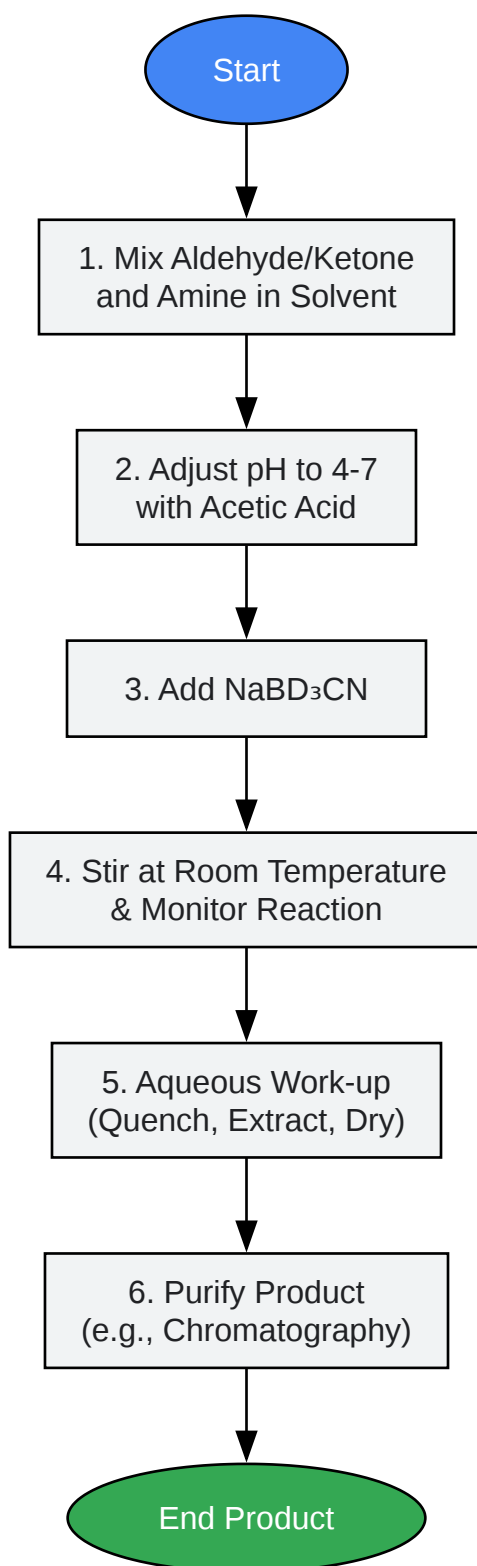 Start
1. Mix Aldehyde/Ketone
and Amine in Solvent
2. Adjust pH to 4-7
with Acetic Acid
3. Add NaBD₃CN
4. Stir at Room Temperature
& Monitor Reaction
5. Aqueous Work-up
(Quench, Extract, Dry)
6. Purify Product
(e.g., Chromatography)
End Product